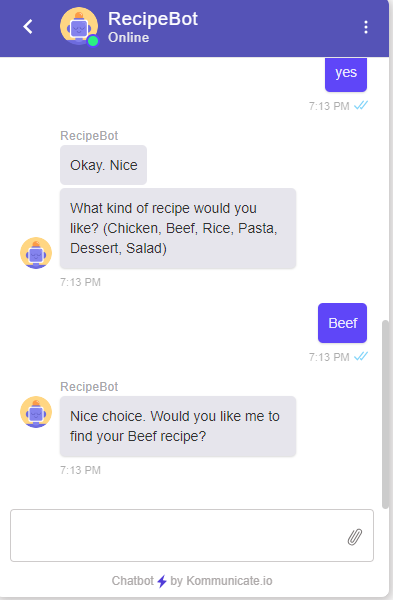 RecipeBot
Online
yes
7:13 PM
RecipeBot
Okay. Nice
What kind of recipe would you
like? (Chicken, Beef, Rice, Pasta,
Dessert, Salad)
7:13 PM
Beef
7:13 PM
RecipeBot
Nice choice. Would you like me to
find your Beef recipe?
7:13 PM
Chatbot by Kommunicate.io